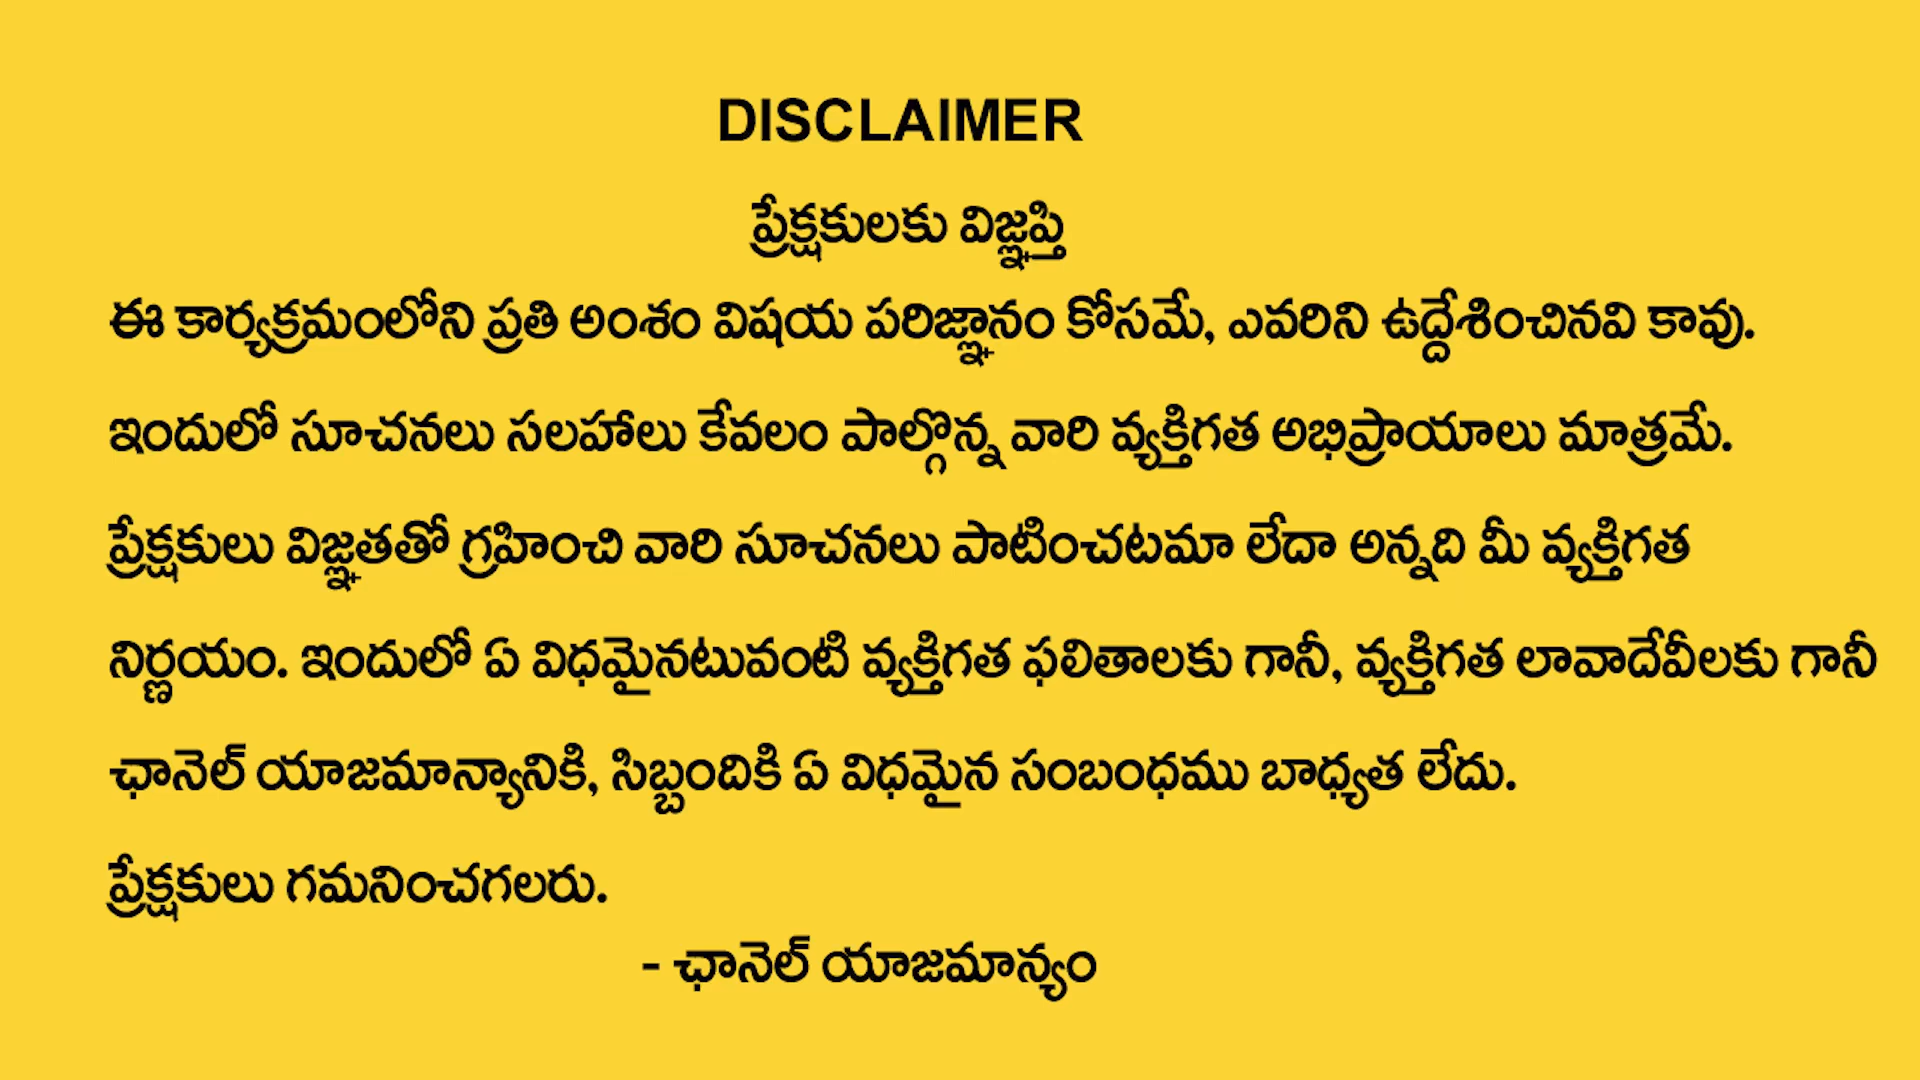 DISCLAIMER
ప్రేక్షకులకు విజ్ఞప్తి
ఈ కార్యక్రమంలోని ప్రతి అంశం విషయ పరిజ్ఞానం కోసమే, ఎవరిని ఉద్దేశించినవి కావు.
ఇందులో సూచనలు సలహాలు కేవలం పాల్గొన్న వారి వ్యక్తిగత అభిప్రాయాలు మాత్రమే.
ప్రేక్షకులు విజ్ఞతతో గ్రహించి వారి సూచనలు పాటించటమా లేదా అన్నది మీ వ్యక్తిగత
నిర్ణయం. ఇందులో ఏ విధమైనటువంటి వ్యక్తిగత ఫలితాలకు గానీ, వ్యక్తిగత లావాదేవీలకు గానీ
ఛానెల్ యాజమాన్యానికి, సిబ్బందికి ఏ విధమైన సంబంధము బాధ్యత లేదు.
ప్రేక్షకులు గమనించగలరు.
- ఛానెల్ యాజమాన్యం